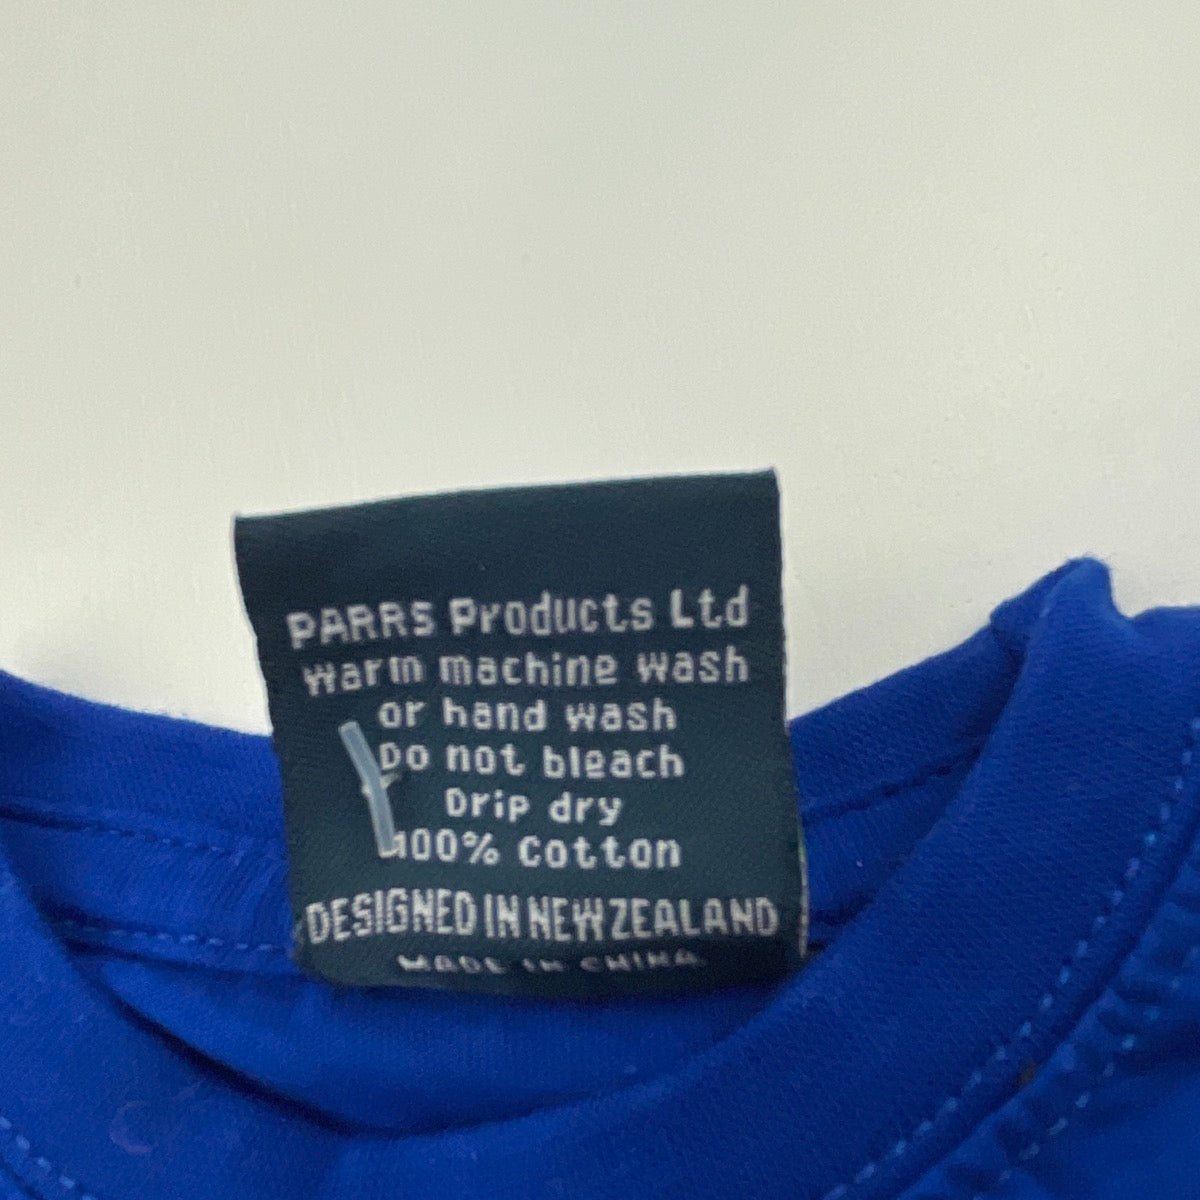 PARRS Products Ltd
warm machine wash
or hand wash
Do not bleach
Drip dry
100% Cotton
DESIGNED IN NEW ZEALAND
MADE IN CHINA